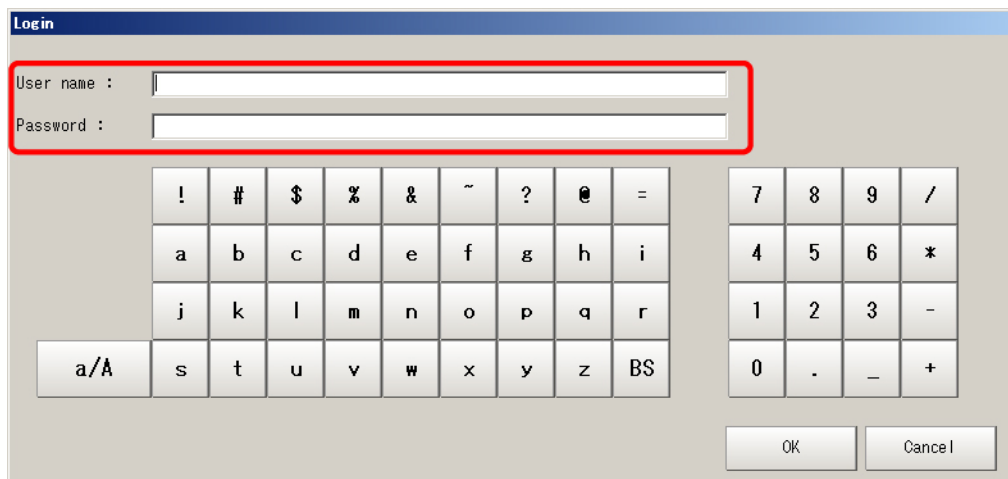 Login
User name :
Password :
! # $ % & ~ ? @ = 7 8 9 /
a b c d e f g h i 4 5 6 *
j k l m n o p q r 1 2 3 -
a/A s t u v w x y z BS 0 . _ +
OK Cancel